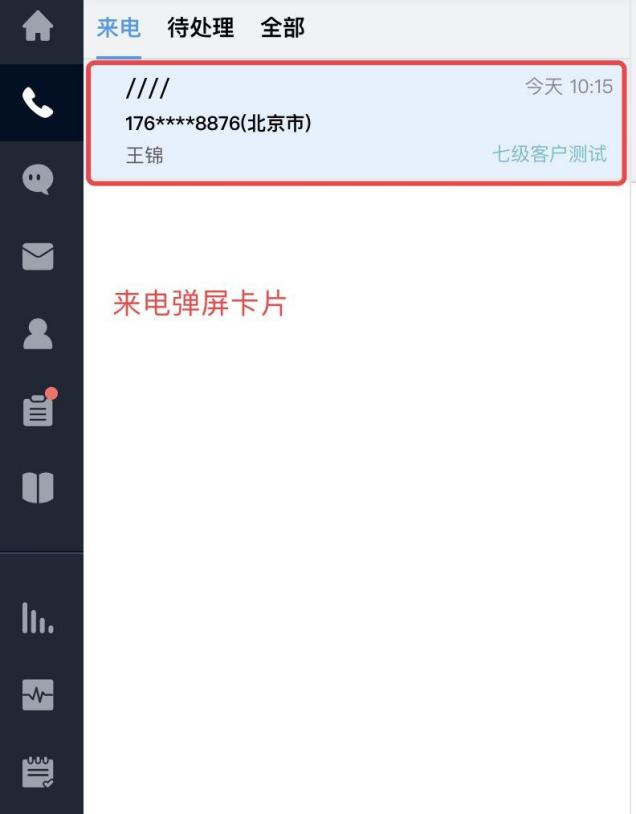 来电 待处理 全部
//// 今天 10:15
176****8876(北京市)
王锦 七级客户测试
来电弹屏卡片